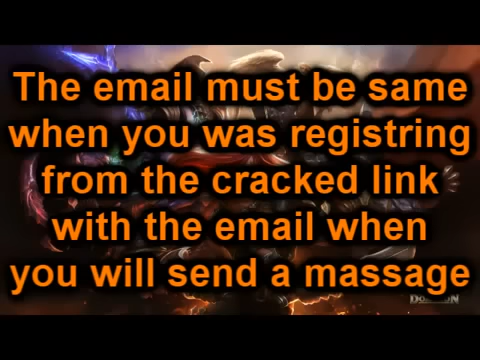 The email must be same
when you was registring
from the cracked link
with the email when
you will send a massage